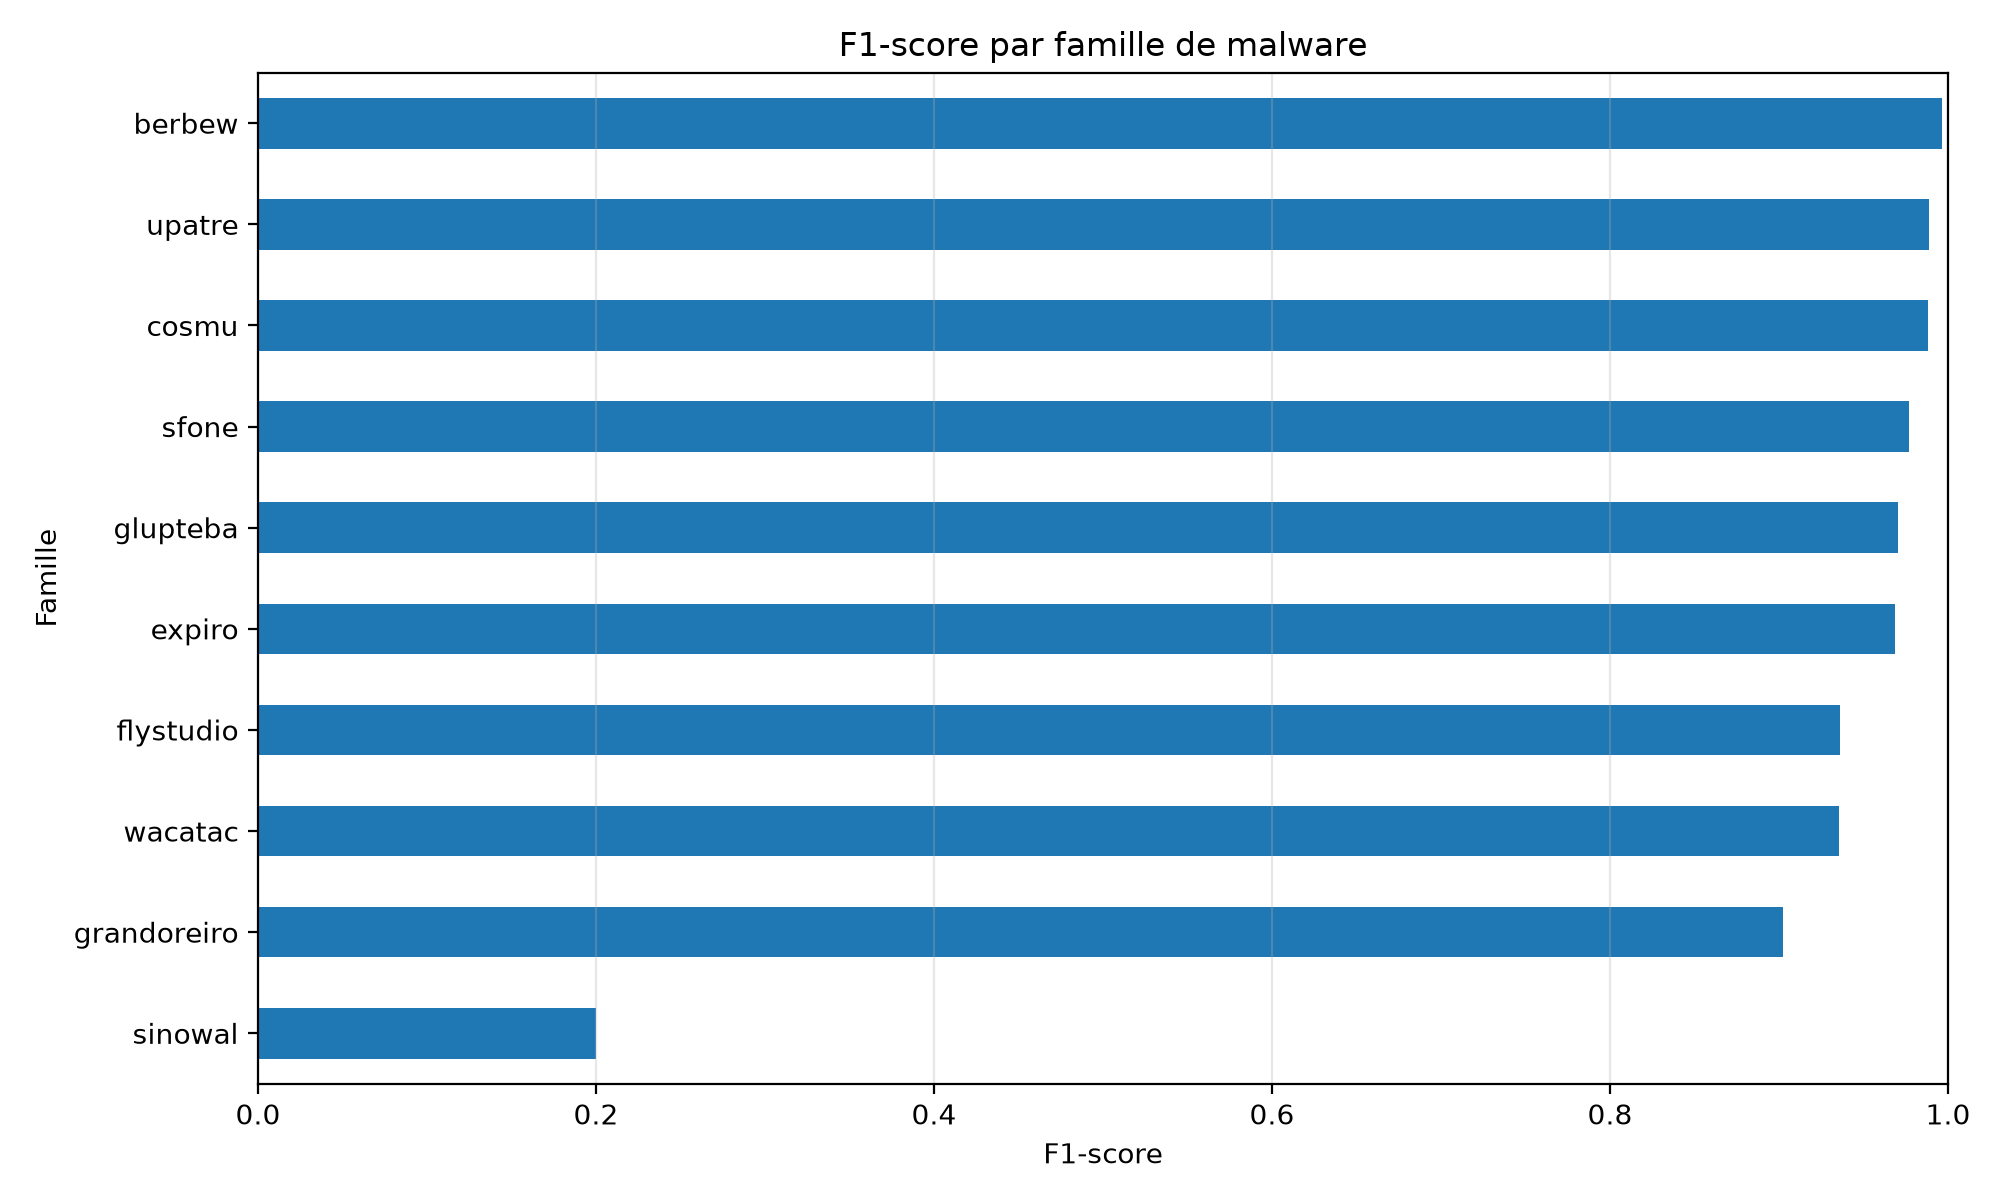 F1-score par famille de malware
Famille
berbew
upatre
cosmu
sfone
glupteba
expiro
flystudio
wacatac
grandoreiro
sinowal
0.0 0.2 0.4 0.6 0.8 1.0
F1-score